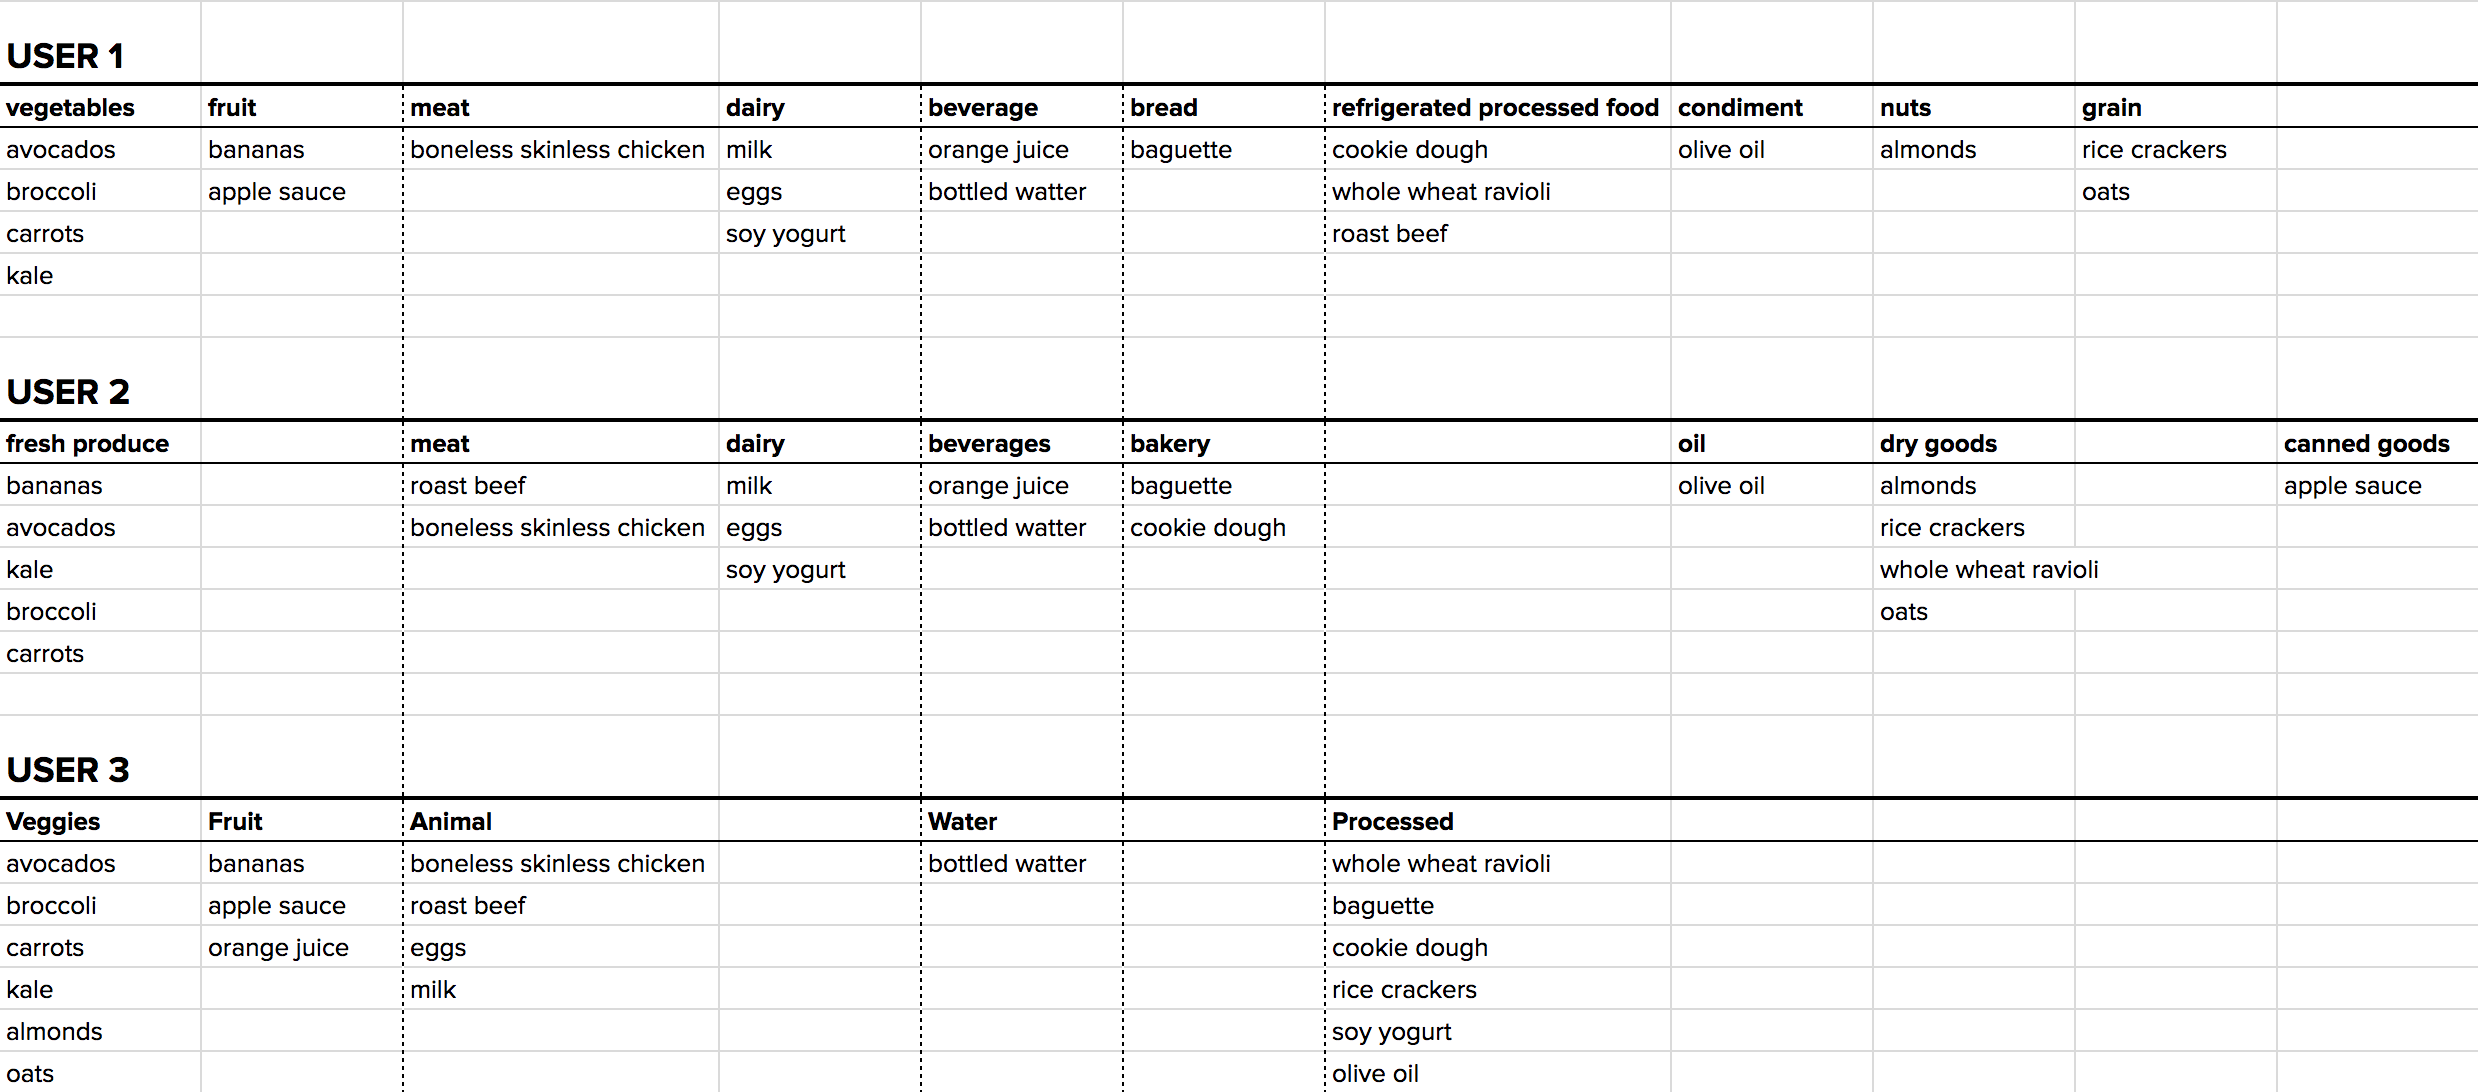 USER 1
vegetables fruit meat dairy beverage bread refrigerated processed food condiment nuts grain
avocados bananas boneless skinless chicken milk orange juice baguette cookie dough olive oil almonds rice crackers
broccoli apple sauce eggs bottled watter whole wheat ravioli oats
carrots soy yogurt roast beef
kale
USER 2
fresh produce meat dairy beverages bakery oil dry goods canned goods
bananas roast beef milk orange juice baguette olive oil almonds apple sauce
avocados boneless skinless chicken eggs bottled watter cookie dough rice crackers
kale soy yogurt whole wheat ravioli
broccoli oats
carrots
USER 3
Veggies Fruit Animal Water Processed
avocados bananas boneless skinless chicken bottled watter whole wheat ravioli
broccoli apple sauce roast beef baguette
carrots orange juice eggs cookie dough
kale milk rice crackers
almonds soy yogurt
oats olive oil